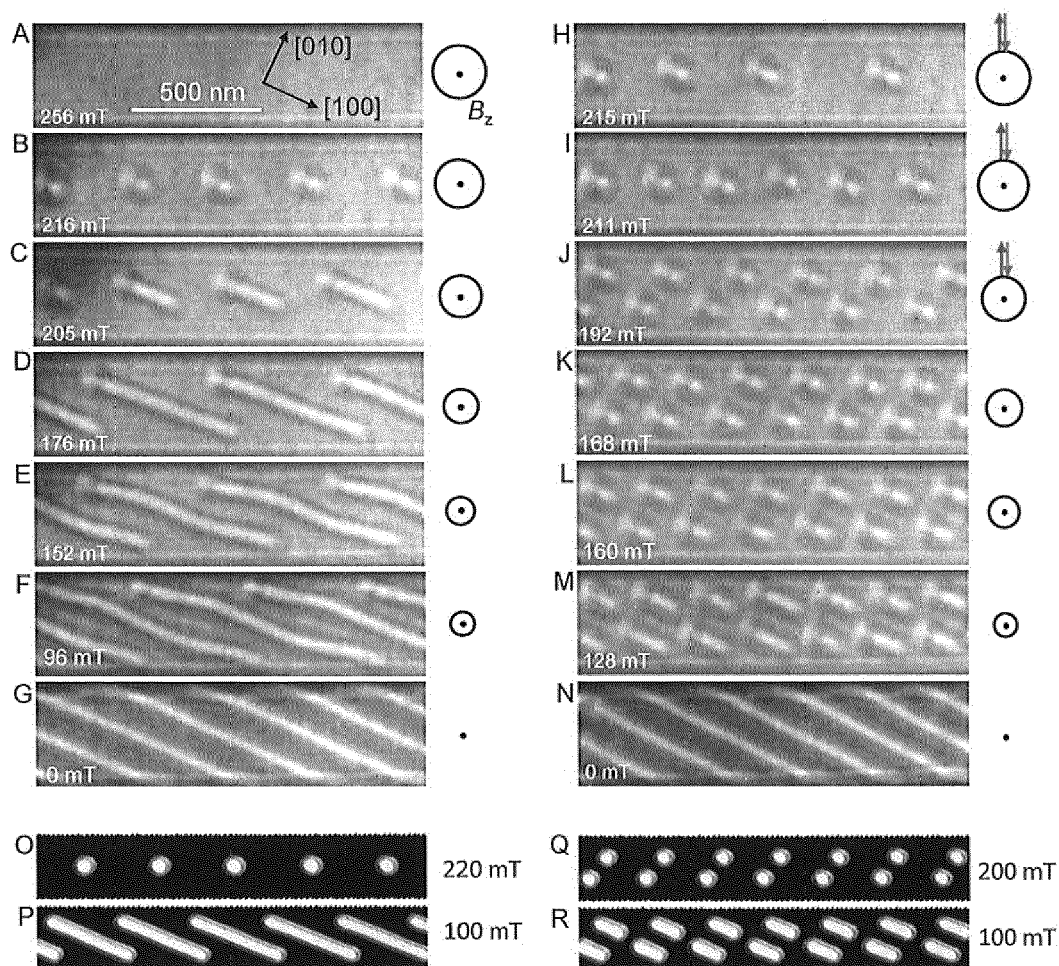 A
[010]
500 nm
[100]
256 mT
B𝗓
B
216 mT
C
205 mT
D
176 mT
E
152 mT
F
96 mT
G
0 mT
H
215 mT
I
211 mT
J
192 mT
K
168 mT
L
160 mT
M
128 mT
N
0 mT
O
220 mT
P
100 mT
Q
200 mT
R
100 mT